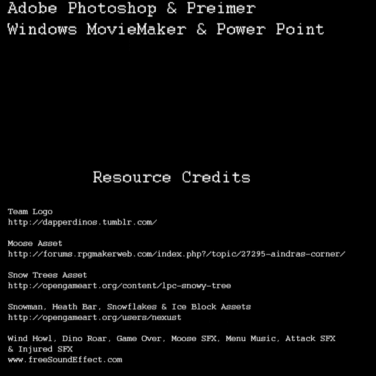 Adobe Photoshop & Preimer
Windows MovieMaker & Power Point
Resource Credits
Team Logo
http://dapperdinos.tumblr.com/
Moose Asset
http://forums.rpgmakerweb.com/index.php?/topic/27295-aindras-corner/
Snow Trees Asset
http://opengameart.org/content/lpc-snowy-tree
Snowman, Heath Bar, Snowflakes & Ice Block Assets
http://opengameart.org/users/nexust
Wind Howl, Dino Roar, Game Over, Moose SFX, Menu Music, Attack SFX
& Injured SFX
www.freeSoundEffect.com